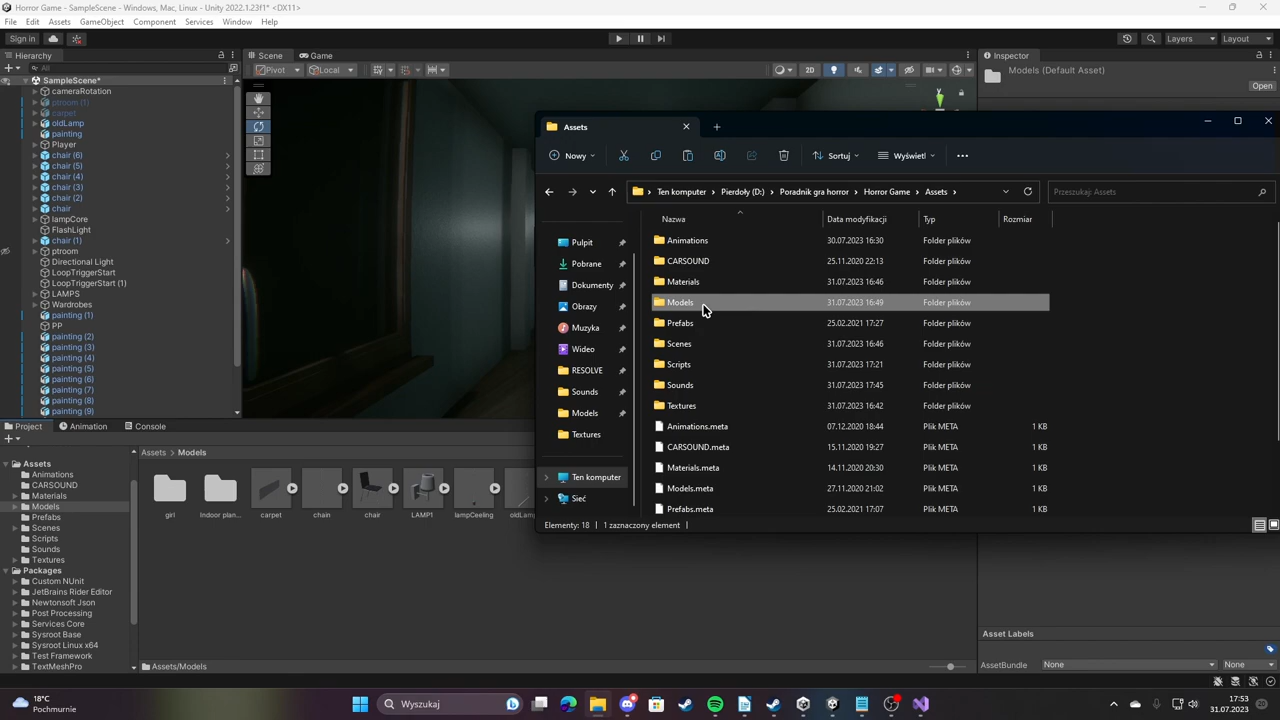 Horror Game - SampleScene - Windows, Mac, Linux - Unity 2022.1.23f1* <DX11>
File Edit Assets GameObject Component Services Window Help
Sign in
Layers Layout
Hierarchy
All
SampleScene*
cameraRotation
ptroom (1)
carpet
oldLamp
painting
Player
chair (6)
chair (5)
chair (4)
chair (3)
chair (2)
chair
lampCore
FlashLight
chair (1)
ptroom
Directional Light
LoopTriggerStart
LoopTriggerStart (1)
LAMPS
Wardrobes
painting (1)
PP
painting (2)
painting (3)
painting (4)
painting (5)
painting (6)
painting (7)
painting (8)
painting (9)
Scene Game
Pivot Local
2D
Inspector
Models (Default Asset)
Open
Assets
Nowy Sortuj Wyświetl
Ten komputer Pierdoły (D:) Poradnik gra horror Horror Game Assets
Przeszukaj: Assets
Nazwa Data modyfikacji Typ Rozmiar
Pulpit
Pobrane
Dokumenty
Obrazy
Muzyka
Wideo
RESOLVE
Sounds
Models
Textures
Ten komputer
Sieć
Animations 30.07.2023 16:30 Folder plików
CARSOUND 25.11.2020 22:13 Folder plików
Materials 31.07.2023 16:46 Folder plików
Models 31.07.2023 16:49 Folder plików
Prefabs 25.02.2021 17:27 Folder plików
Scenes 31.07.2023 16:46 Folder plików
Scripts 31.07.2023 17:21 Folder plików
Sounds 31.07.2023 17:45 Folder plików
Textures 31.07.2023 16:42 Folder plików
Animations.meta 07.12.2020 18:44 Plik META 1 KB
CARSOUND.meta 15.11.2020 19:27 Plik META 1 KB
Materials.meta 14.11.2020 20:30 Plik META 1 KB
Models.meta 27.11.2020 21:02 Plik META 1 KB
Prefabs.meta 25.02.2021 17:07 Plik META 1 KB
Elementy: 18 1 zaznaczony element
Project Animation Console
Assets
Animations
CARSOUND
Materials
Models
Prefabs
Scenes
Scripts
Sounds
Textures
Packages
Custom NUnit
JetBrains Rider Editor
Newtonsoft Json
Post Processing
Services Core
Sysroot Base
Sysroot Linux x64
Test Framework
TextMeshPro
Assets > Models
girl Indoor plan... carpet chain chair LAMP1 lampCeeling oldLam
Assets/Models
Asset Labels
AssetBundle None None
18°C
Pochmurnie
Wyszukaj
17:53
31.07.2023